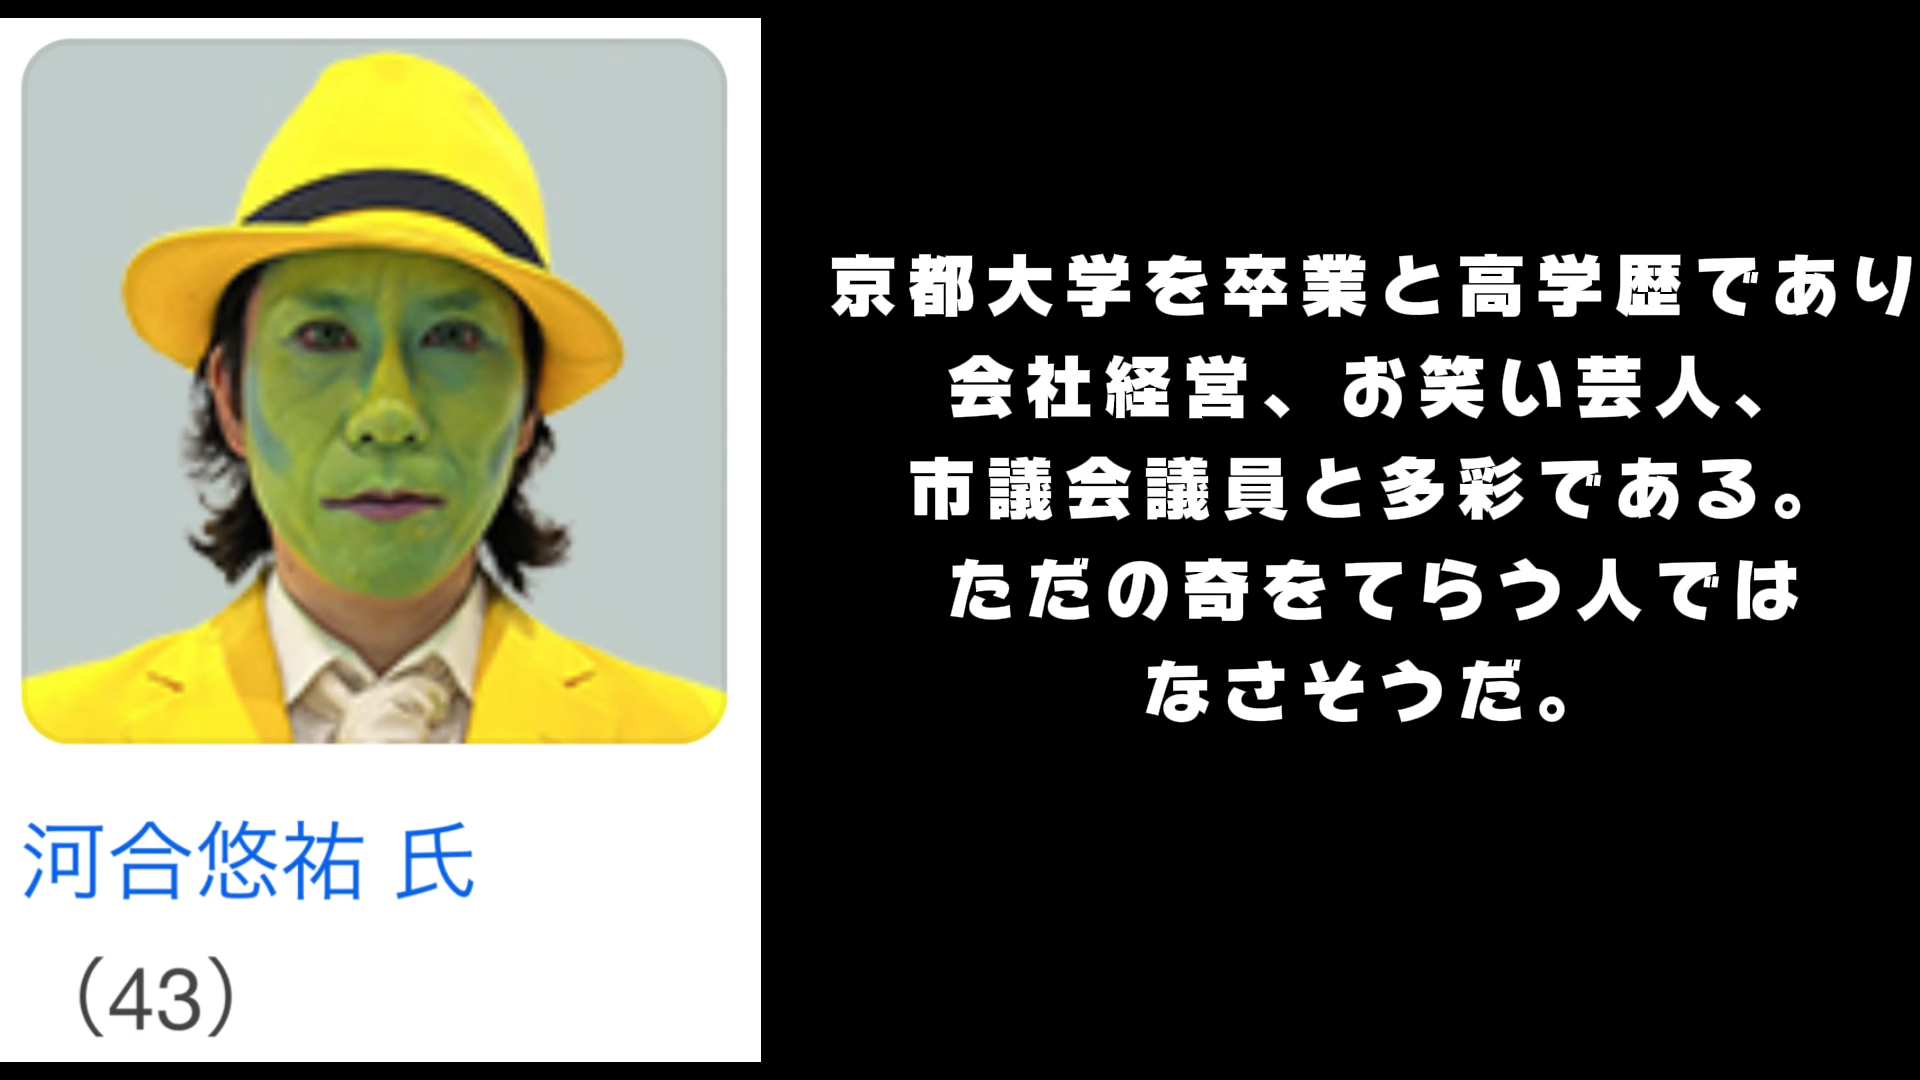 河合悠祐 氏
（43）
京都大学を卒業と高学歴であり
会社経営、お笑い芸人、
市議会議員と多彩である。
ただの奇をてらう人では
なさそうだ。